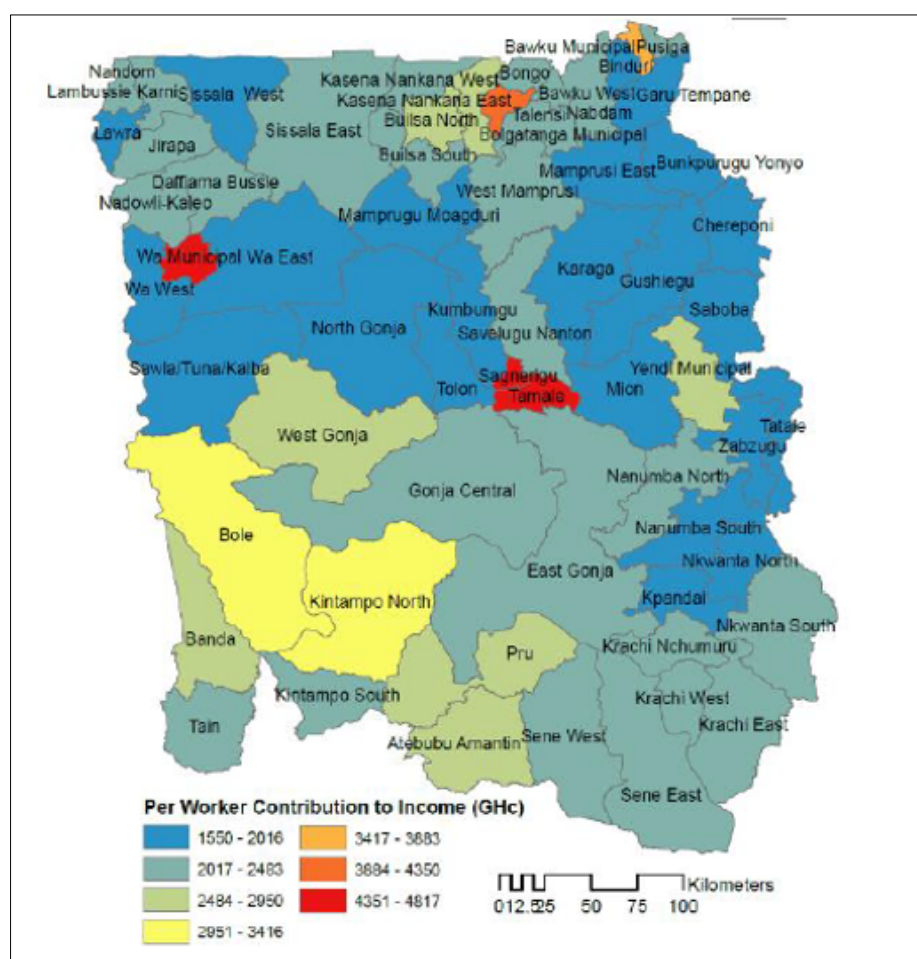 Bawku Municipal Pusiga
Binduri
Nandom
Kasena Nankana West
Bongo
Lambussie Karni
Sissala West
Kasena Nankana East
Bawku West
Garu Tempane
Builsa North
Talensi
Nabdam
Lawra
Sissala East
Bolgatanga Municipal
Jirapa
Builsa South
Bunkpurugu Yonyo
Mamprusi East
Daffiama Bussie
West Mamprusi
Nadowli-Kaleo
Mamprugu Moagduri
Chereponi
Wa Municipal
Wa East
Karaga
Gushiegu
Wa West
Saboba
Kumbumgu
North Gonja
Savelugu Nanton
Sawla/Tuna/Kalba
Yendi Municipal
Sagnerigu
Tolon
Tamale
Mion
Tatale
West Gonja
Zabzugu
Nanumba North
Gonja Central
Bole
Nanumba South
Nkwanta North
East Gonja
Kintampo North
Kpandai
Nkwanta South
Banda
Krachi Nchumuru
Pru
Kintampo South
Krachi West
Tain
Krachi East
Atebubu Amantin
Sene West
Sene East
Per Worker Contribution to Income (GHc)
1550 - 2016
3417 - 3883
2017 - 2483
3884 - 4350
2484 - 2950
4351 - 4817
2951 - 3416
Kilometers
0 12.525 50 75 100